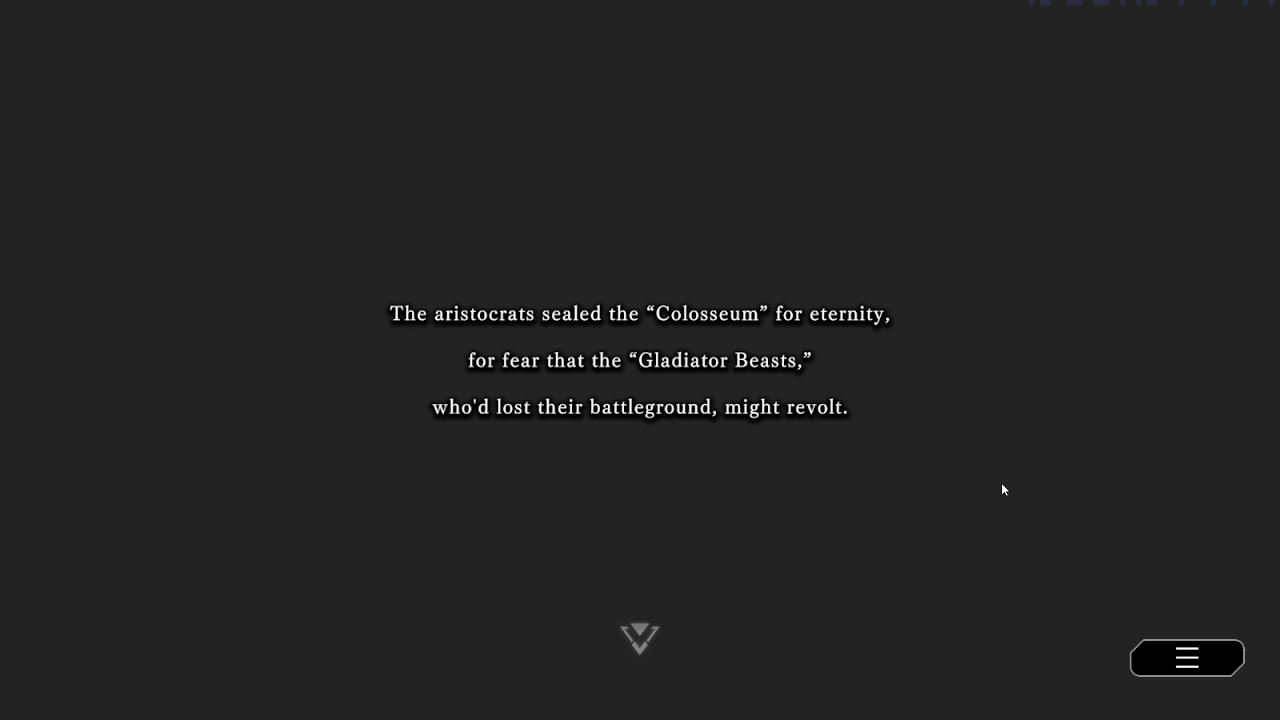 The aristocrats sealed the “Colosseum” for eternity,
for fear that the “Gladiator Beasts,”
who'd lost their battleground, might revolt.